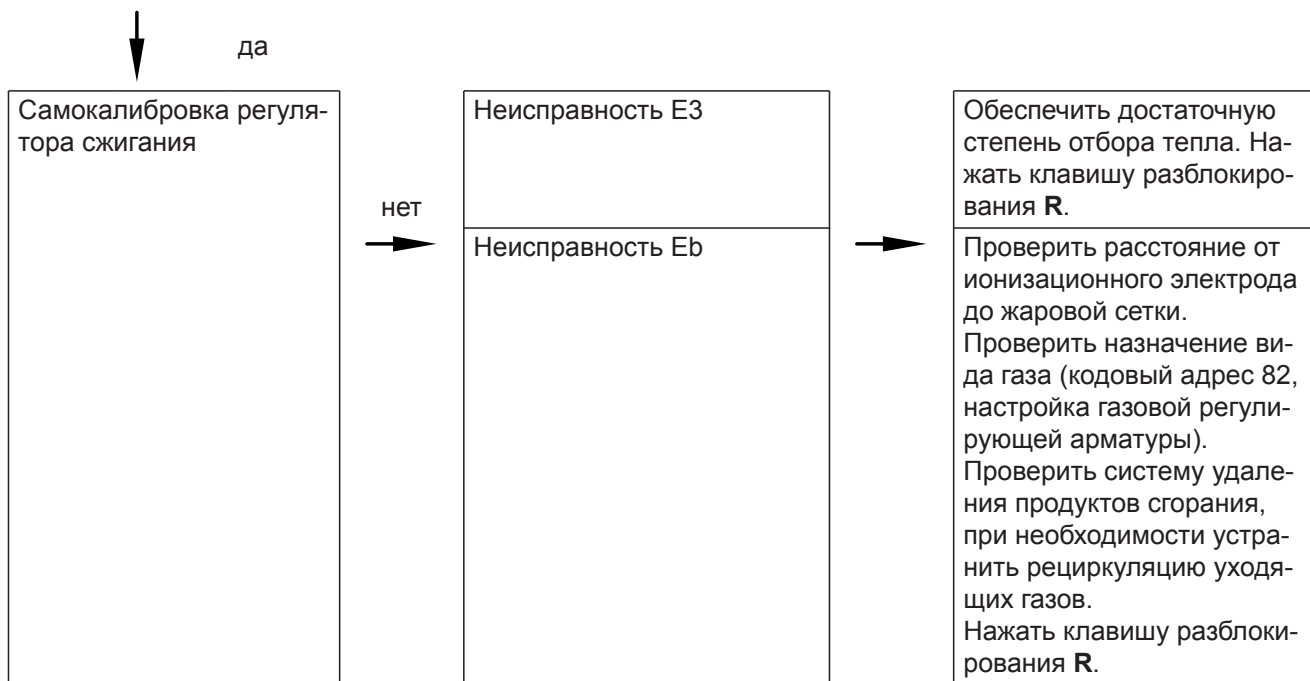 да
Самокалибровка регуля-
тора сжигания
нет
Неисправность E3
Обеспечить достаточную
степень отбора тепла. На-
жать клавишу разблокиро-
вания R.
Неисправность Eb
Проверить расстояние от
ионизационного электрода
до жаровой сетки.
Проверить назначение ви-
да газа (кодовый адрес 82,
настройка газовой регули-
рующей арматуры).
Проверить систему удале-
ния продуктов сгорания,
при необходимости устра-
нить рециркуляцию уходя-
щих газов.
Нажать клавишу разблоки-
рования R.